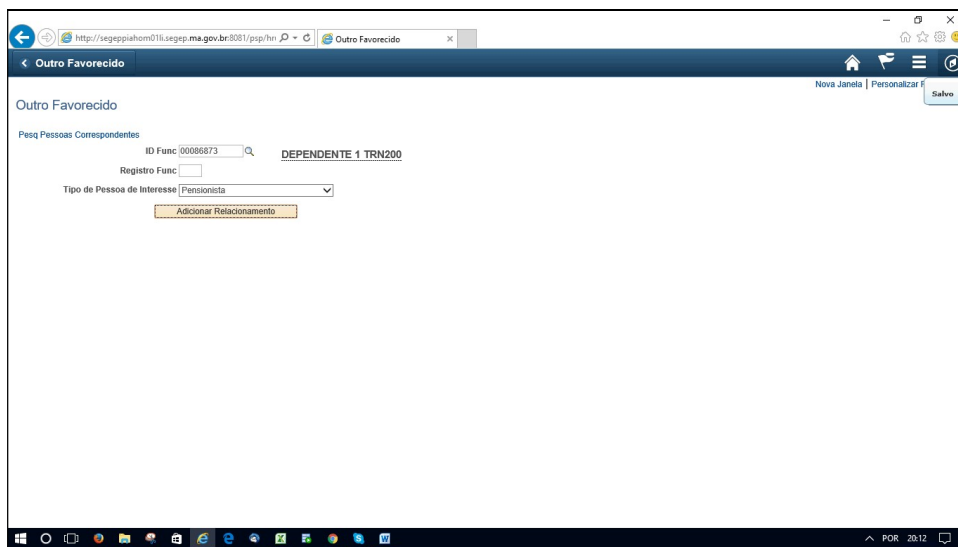 http://segeppiahom01li.segep.ma.gov.br:8081/psp/hn
Outro Favorecido
Outro Favorecido
Nova Janela | Personalizar
Salvo
Outro Favorecido
Pesq Pessoas Correspondentes
ID Func 00086873 DEPENDENTE 1 TRN200
Registro Func
Tipo de Pessoa de Interesse Pensionista
Adicionar Relacionamento
POR 20:12